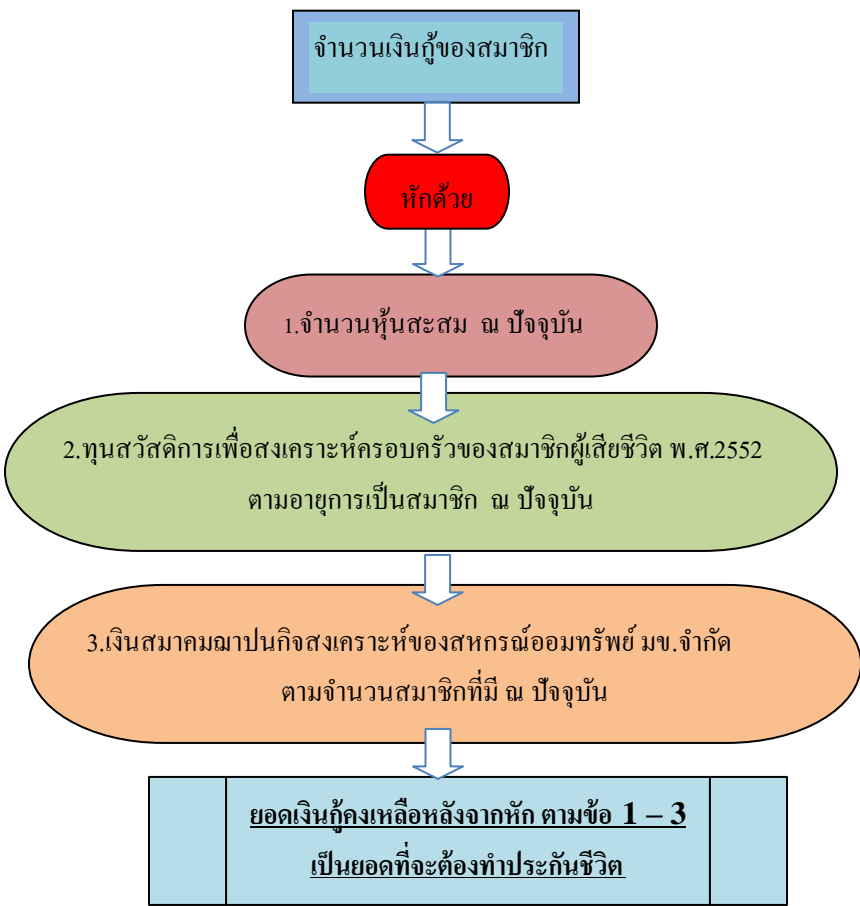 จำนวนเงินกู้ของสมาชิก
หักด้วย
1.จำนวนหุ้นสะสม ณ ปัจจุบัน
2.ทุนสวัสดิการเพื่อสงเคราะห์ครอบครัวของสมาชิกผู้เสียชีวิต พ.ศ.2552
ตามอายุการเป็นสมาชิก ณ ปัจจุบัน
3.เงินสมาคมฌาปนกิจสงเคราะห์ของสหกรณ์ออมทรัพย์ มข.จำกัด
ตามจำนวนสมาชิกที่มี ณ ปัจจุบัน
ยอดเงินกู้คงเหลือหลังจากหัก ตามข้อ 1 – 3
เป็นยอดที่จะต้องทำประกันชีวิต